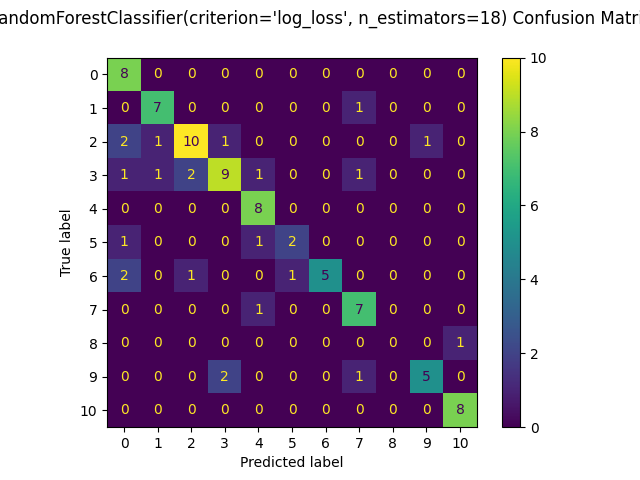 andomForestClassifier(criterion='log_loss', n_estimators=18) Confusion Matri
0 8 0 0 0 0 0 0 0 0 0 0
1 0 7 0 0 0 0 0 1 0 0 0
2 2 1 10 1 0 0 0 0 0 1 0
3 1 1 2 9 1 0 0 1 0 0 0
4 0 0 0 0 8 0 0 0 0 0 0
5 1 0 0 0 1 2 0 0 0 0 0
6 2 0 1 0 0 1 5 0 0 0 0
7 0 0 0 0 1 0 0 7 0 0 0
8 0 0 0 0 0 0 0 0 0 0 1
9 0 0 0 2 0 0 0 1 0 5 0
10 0 0 0 0 0 0 0 0 0 0 8
0 1 2 3 4 5 6 7 8 9 10
Predicted label
True label
10
8
6
4
2
0